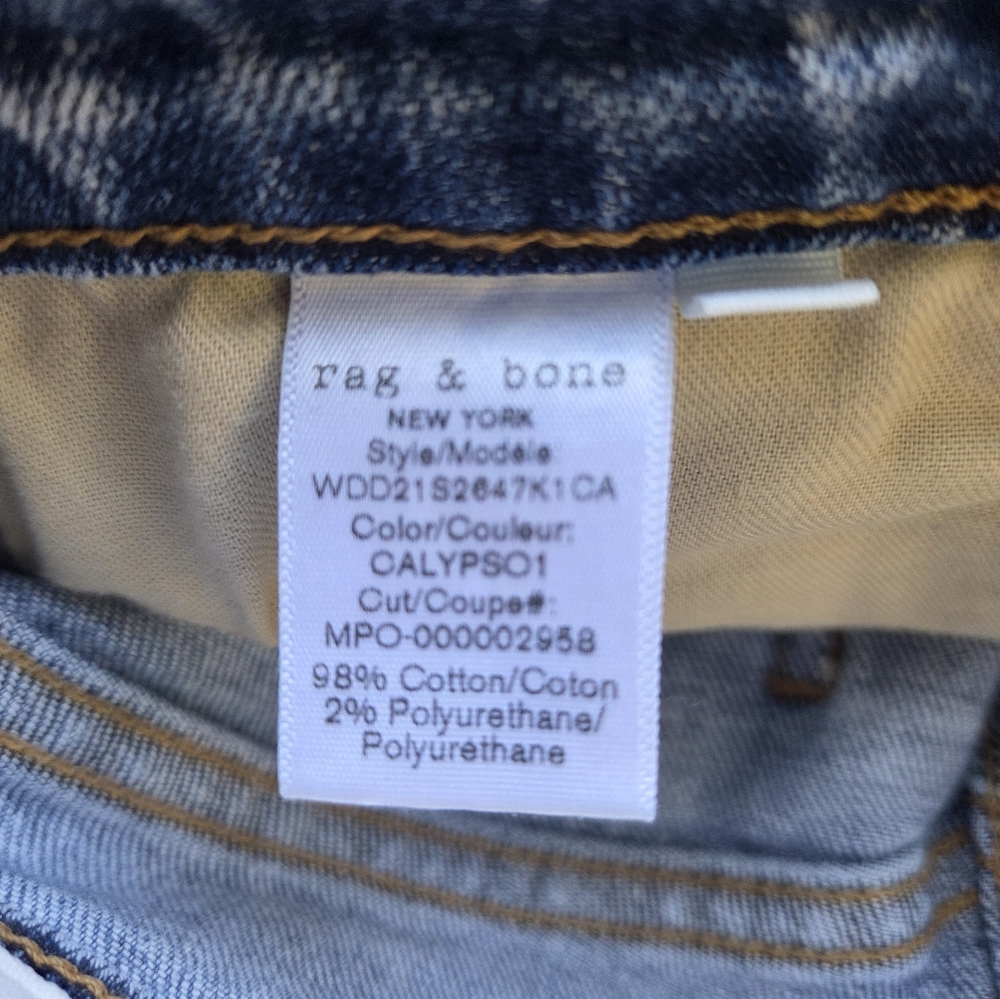 rag & bone
NEW YORK
Style/Modéle:
WDD21S2647K1CA
Color/Couleur:
CALYPSO1
Cut/Coupe#:
MPO-000002958
98% Cotton/Coton
2% Polyurethane/
Polyuréthane